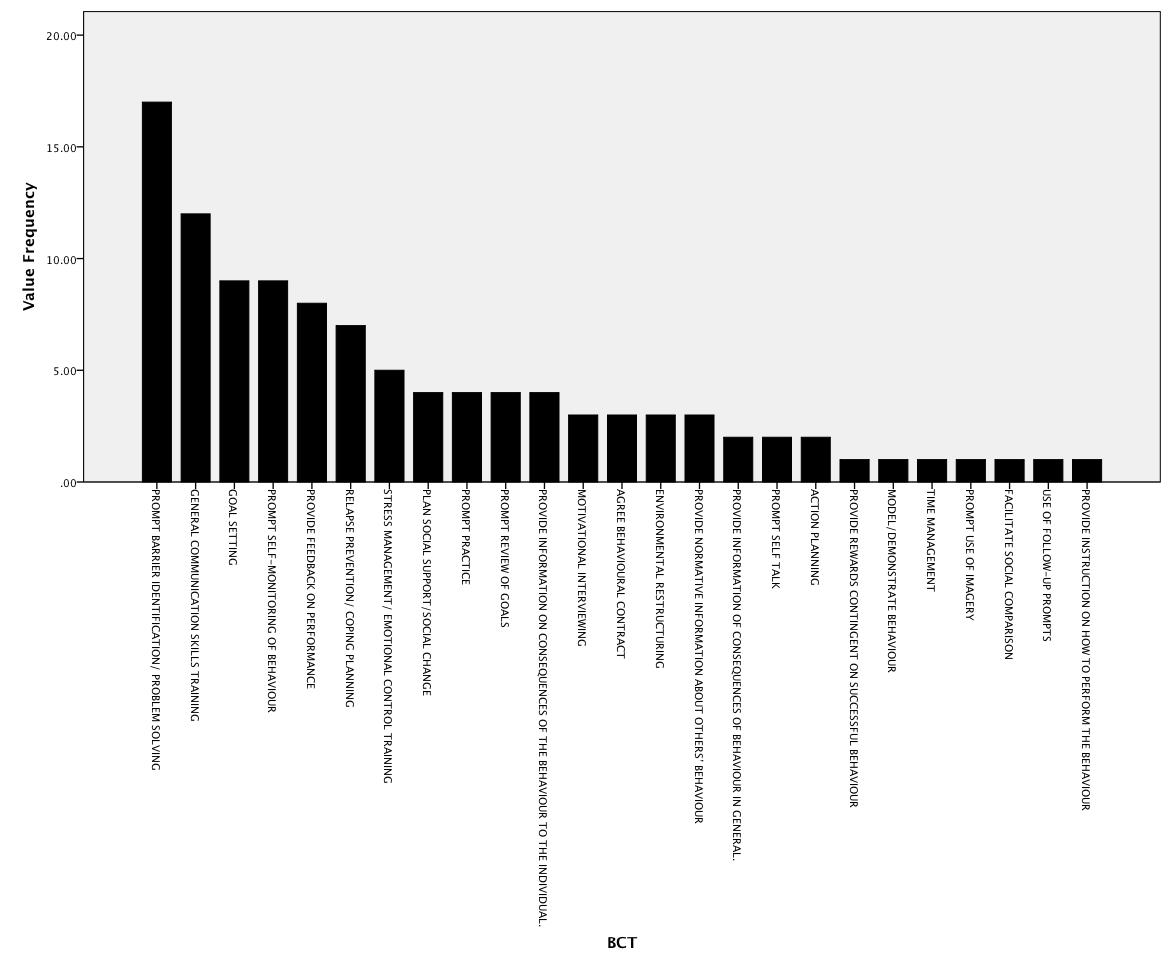 20.00
15.00
10.00
5.00
.00
Value Frequency
PROMPT BARRIER IDENTIFICATION/ PROBLEM SOLVING
GENERAL COMMUNICATION SKILLS TRAINING
GOAL SETTING
PROMPT SELF-MONITORING OF BEHAVIOUR
PROVIDE FEEDBACK ON PERFORMANCE
RELAPSE PREVENTION/ COPING PLANNING
STRESS MANAGEMENT/ EMOTIONAL CONTROL TRAINING
PLAN SOCIAL SUPPORT/SOCIAL CHANGE
PROMPT PRACTICE
PROMPT REVIEW OF GOALS
PROVIDE INFORMATION ON CONSEQUENCES OF THE BEHAVIOUR TO THE INDIVIDUAL.
MOTIVATIONAL INTERVIEWING
AGREE BEHAVIOURAL CONTRACT
ENVIRONMENTAL RESTRUCTURING
PROVIDE NORMATIVE INFORMATION ABOUT OTHERS' BEHAVIOUR
PROVIDE INFORMATION OF CONSEQUENCES OF BEHAVIOUR IN GENERAL.
PROMPT SELF TALK
ACTION PLANNING
PROVIDE REWARDS CONTINGENT ON SUCCESSFUL BEHAVIOUR
MODEL/DEMONSTRATE BEHAVIOUR
TIME MANAGEMENT
PROMPT USE OF IMAGERY
FACILITATE SOCIAL COMPARISON
USE OF FOLLOW-UP PROMPTS
PROVIDE INSTRUCTION ON HOW TO PERFORM THE BEHAVIOUR
BCT